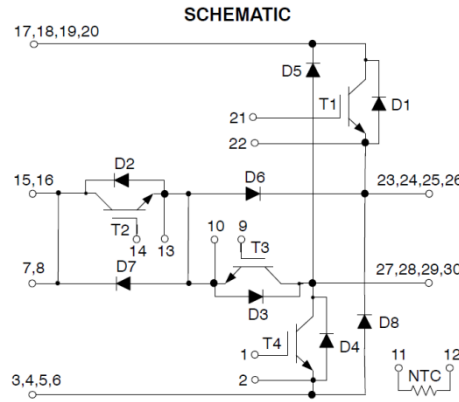 SCHEMATIC
17,18,19,20
D5
T1
D1
21
22
D2
D6
15,16
23,24,25,26
T2
14
13
10
9
T3
D7
7,8
27,28,29,30
D3
D8
T4
D4
1
2
11
12
NTC
3,4,5,6